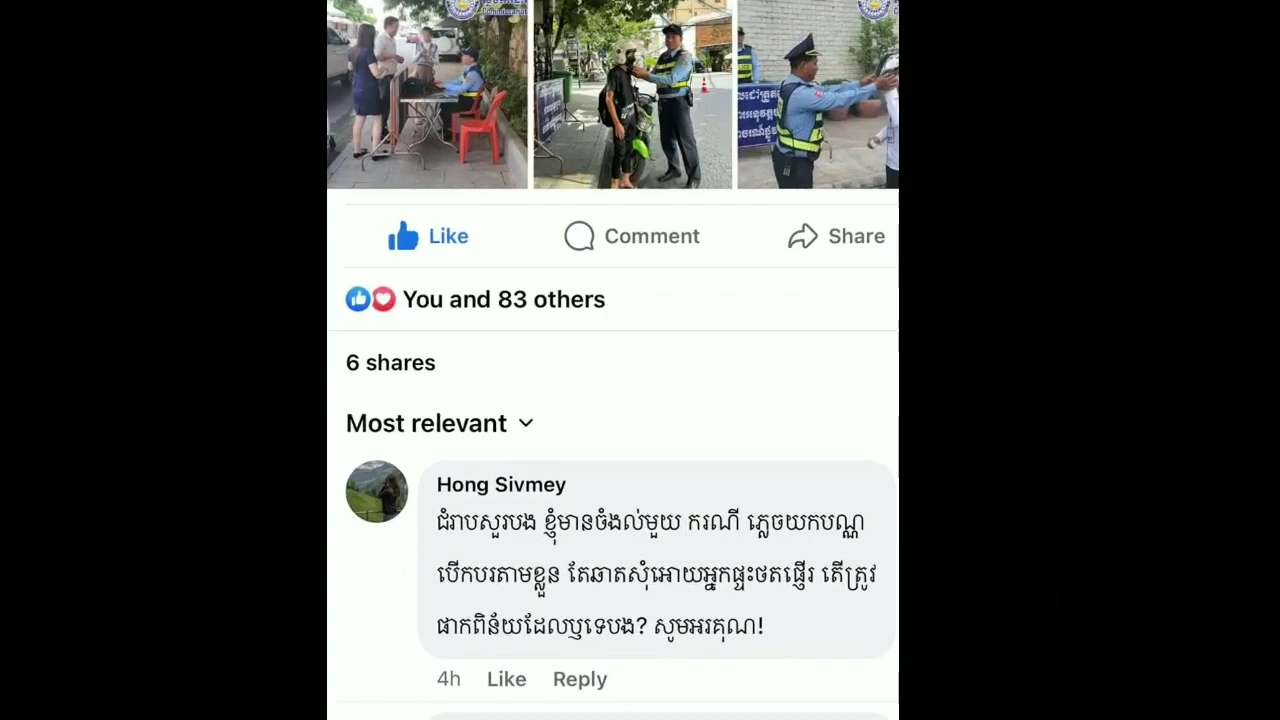 Like
Comment
Share
You and 83 others
6 shares
Most relevant
Hong Sivmey
ជំរាបសួរបង ខ្ញុំមានចំងល់មួយ ករណី ភ្លេចយកបណ្ណ
បើកបរតាមខ្លួន តែឆាតសុំអោយអ្នកផ្ទះថតផ្ញើរ តើត្រូវ
ផាកពិន័យដែលឬទេបង? សូមអរគុណ!
4h
Like
Reply